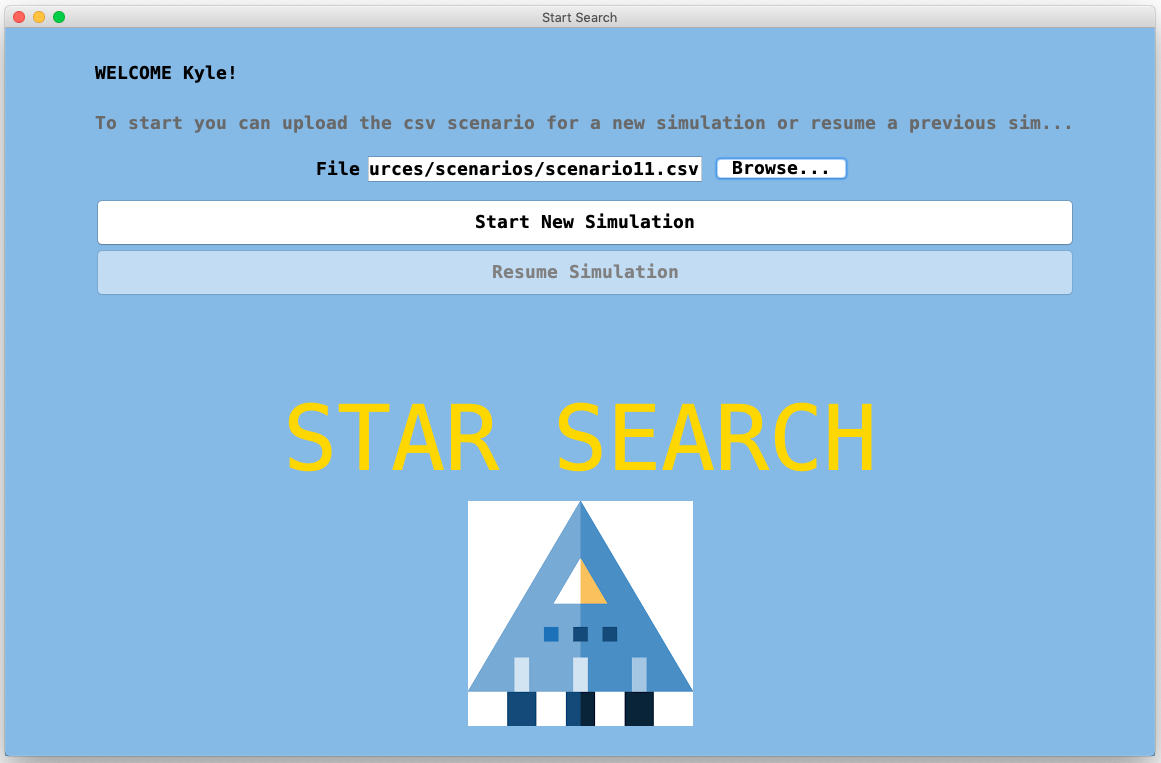 Start Search
WELCOME Kyle!
To start you can upload the csv scenario for a new simulation or resume a previous sim...
File urces/scenarios/scenario11.csv Browse...
Start New Simulation
Resume Simulation
STAR SEARCH